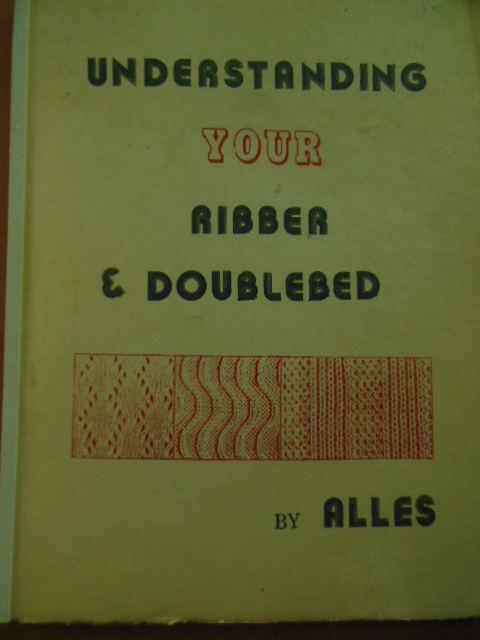 UNDERSTANDING
YOUR
RIBBER
& DOUBLEBED
BY ALLES